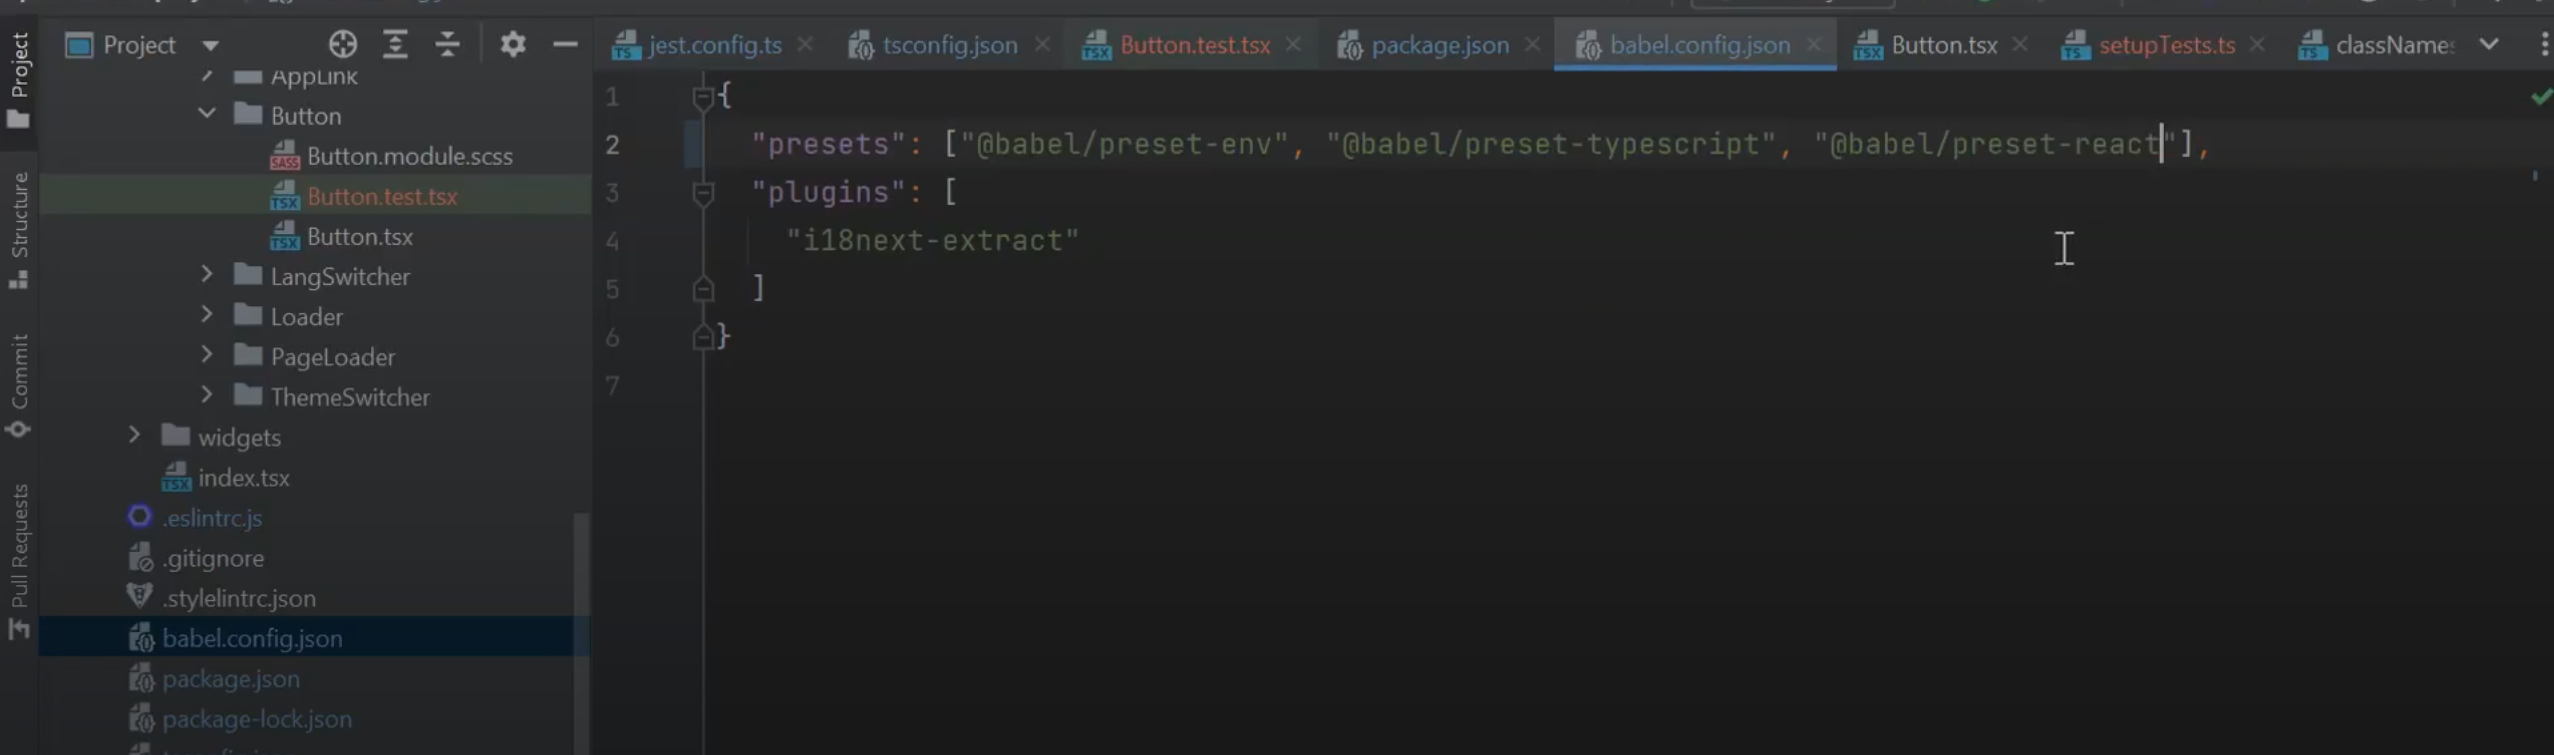 Project
jest.config.ts
tsconfig.json
Button.test.tsx
package.json
babel.config.json
Button.tsx
setupTests.ts
className
Project
Structure
Commit
Pull Requests
AppLink
Button
Button.module.scss
Button.test.tsx
Button.tsx
LangSwitcher
Loader
PageLoader
ThemeSwitcher
widgets
index.tsx
.eslintrc.js
.gitignore
.stylelintrc.json
babel.config.json
package.json
package-lock.json
1 {
2 "presets": ["@babel/preset-env", "@babel/preset-typescript", "@babel/preset-react"],
3 "plugins": [
4 "i18next-extract"
5 ]
6 }
7